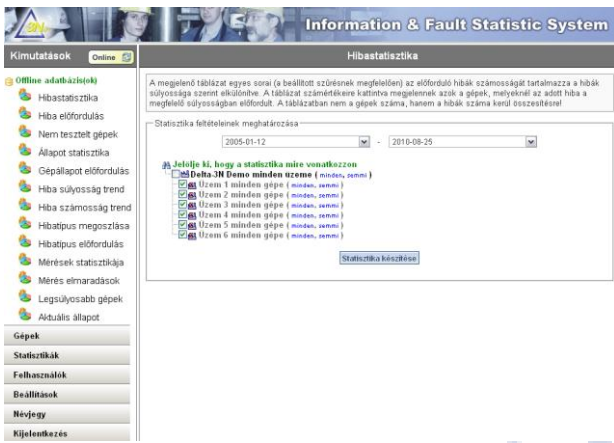 Information & Fault Statistic System
Kimutatások
Online
Offline adatbázis(ok)
Hibastatisztika
Hiba előfordulás
Nem tesztelt gépek
Állapot statisztika
Gépállapot előfordulás
Hiba súlyosság trend
Hiba számosság trend
Hibatípus megoszlása
Hibatípus előfordulás
Mérések statisztikája
Mérés elmaradások
Legsúlyosabb gépek
Aktuális állapot
Gépek
Statisztikák
Felhasználók
Beállítások
Névjegy
Kijelentkezés
Hibastatisztika
A megjelenő táblázat egyes sorai (a beállított szűrésnek megfelelően) az előforduló hibák számosságát tartalmazza a hibák
súlyossága szerint elkülönítve. A táblázat számértékeire kattintva megjelennek azok a gépek, melyeknél az adott hiba a
megfelelő súlyosságban előfordult. A táblázatban nem a gépek száma, hanem a hibák száma kerül összesítésre!
Statisztika feltételeinek meghatározása
2005-01-12 - 2010-08-25
Jelölje ki, hogy a statisztika mire vonatkozzon
Delta-3N Demo minden üzeme ( minden, semmi )
Üzem 1 minden gépe ( minden, semmi )
Üzem 2 minden gépe ( minden, semmi )
Üzem 3 minden gépe ( minden, semmi )
Üzem 4 minden gépe ( minden, semmi )
Üzem 5 minden gépe ( minden, semmi )
Üzem 6 minden gépe ( minden, semmi )
Statisztika készítése